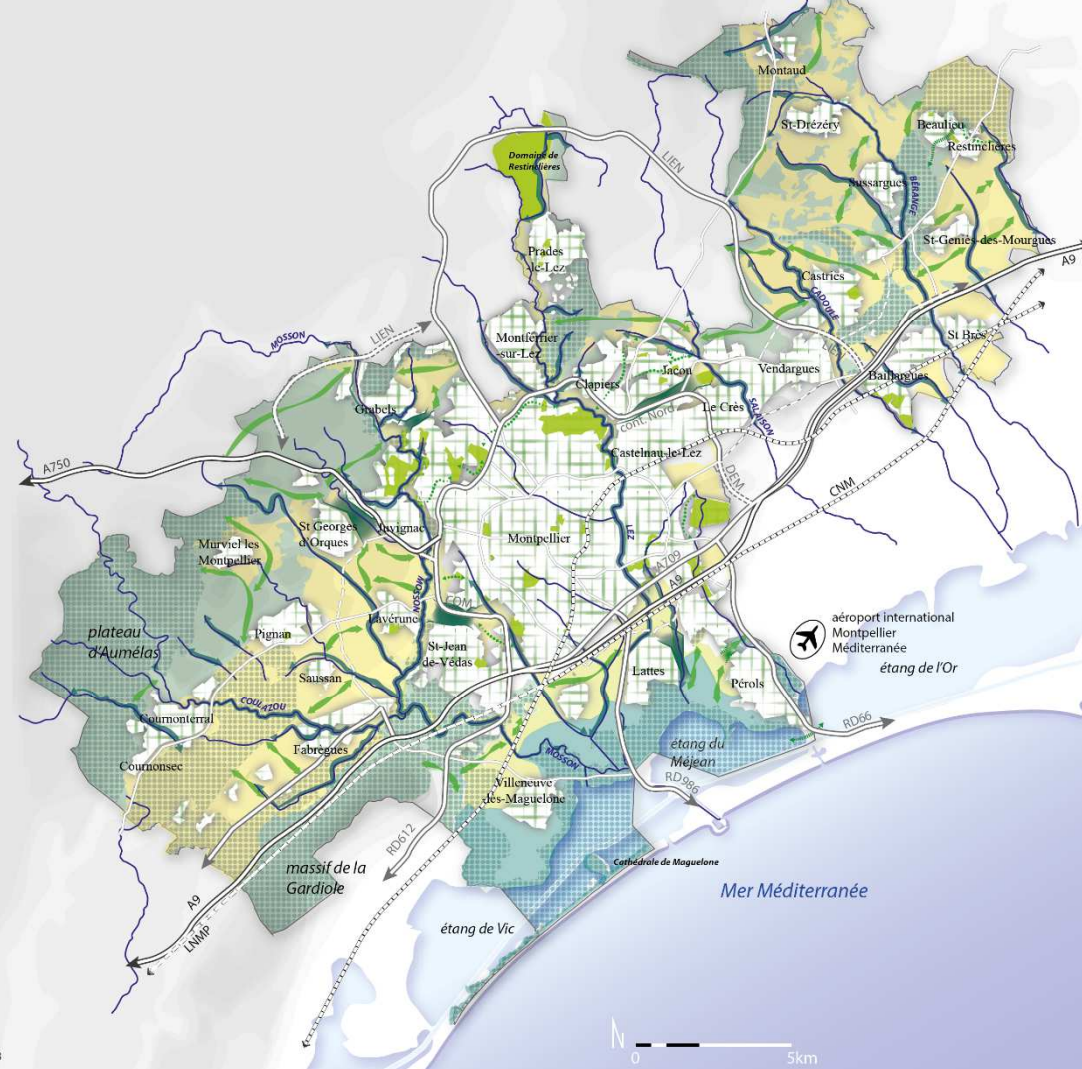 Montaud
St-Drézéry
Beaulieu
Restinclières
Domaine de
Restinclières
LIEN
Sussargues
BÉRANGE
St-Geniès-des-Mourgues
A9
Prades
-le-Lez
Castries
CADOULE
MOSSON
LIEN
Montferrier
-sur-Lez
St Brès
Jacou
Vendargues
Baillargues
Clapiers
Grabels
cont. Nord
Le Crès
SALAISON
Castelnau-le-Lez
A750
DEM
CNM
St Georges
d'Orques
Juvignac
Murviel les
Montpellier
Montpellier
LEZ
A709
A9
MOSSON
COM
Lavérune
plateau
d'Aumélas
Pignan
St-Jean
de-Védas
aéroport international
Montpellier
Méditerranée
étang de l'Or
Saussan
Lattes
Pérols
COULAZOU
Cournonterral
RD66
Fabrègues
étang du
Méjean
MOSSON
Cournonsec
RD986
Villeneuve
-lès-Maguelone
RD612
massif de la
Gardiole
Cathédrale de Maguelone
Mer Méditerranée
A9
LNMP
étang de Vic
N
0
5km